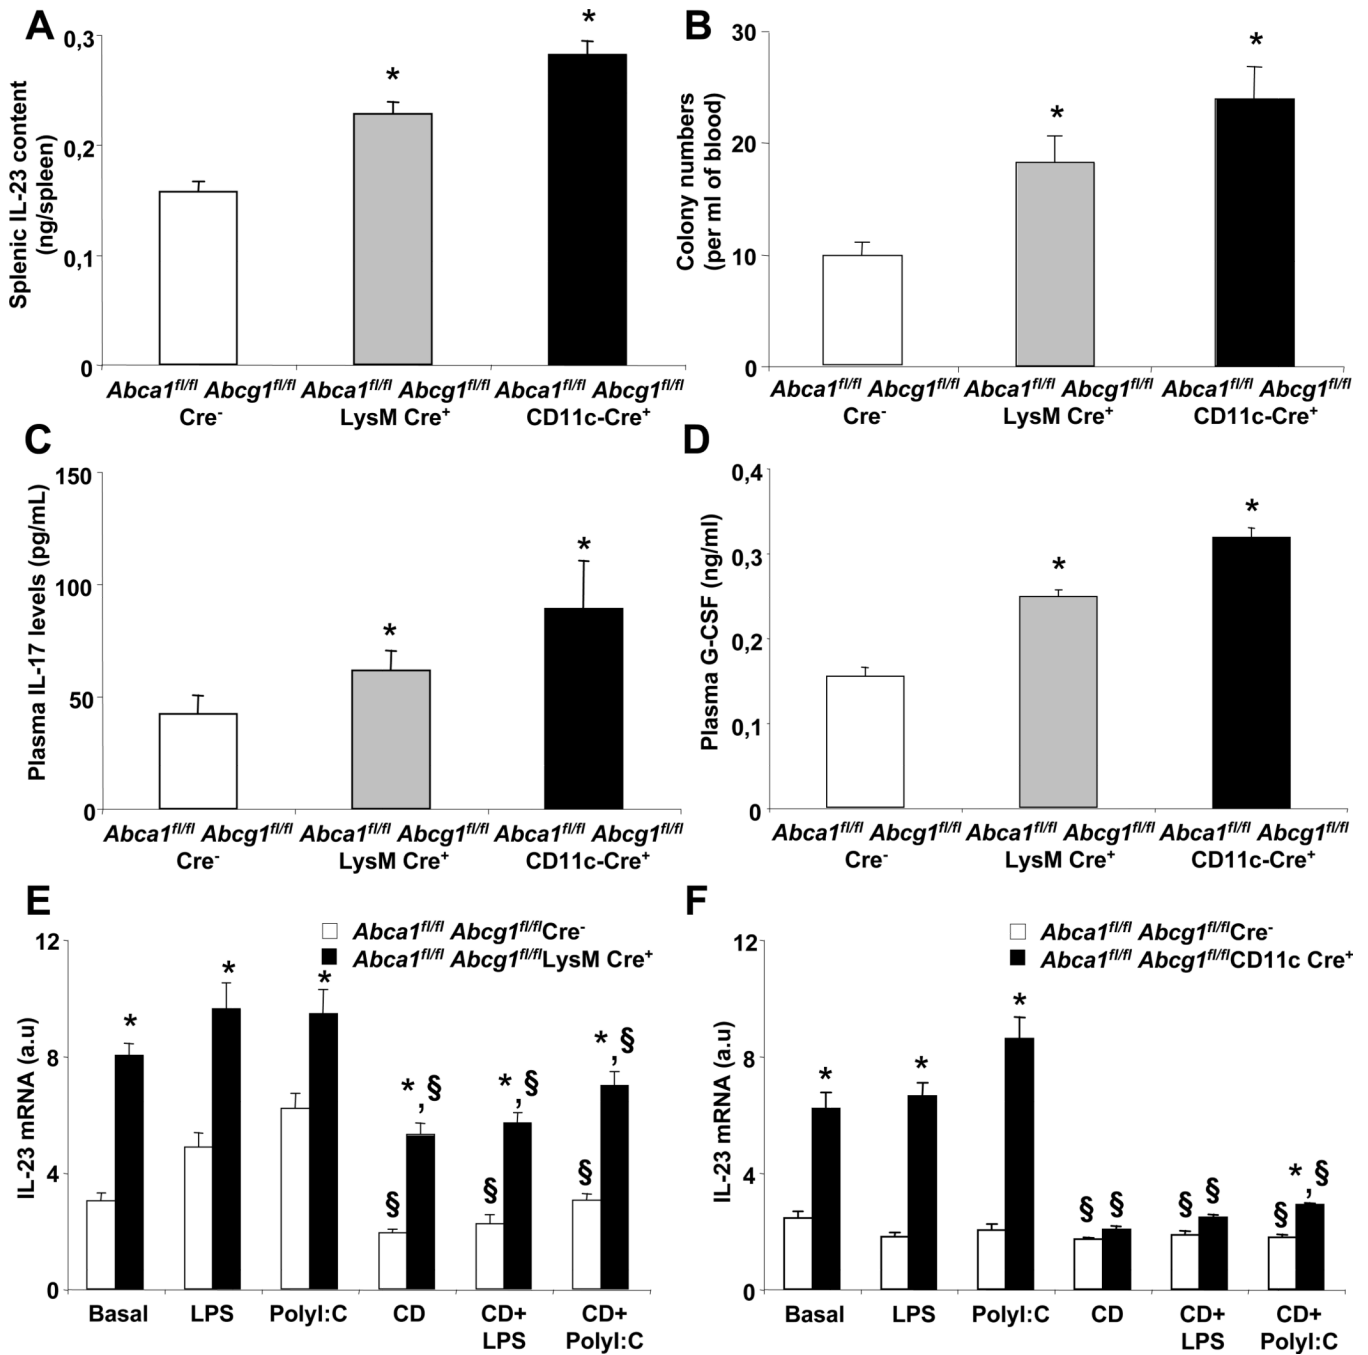 A
Splenic IL-23 content
(ng/spleen)
0,3
0,2
0,1
0
*
*
Abca1fl/fl Abcg1fl/fl
Cre-
Abca1fl/fl Abcg1fl/fl
LysM Cre+
Abca1fl/fl Abcg1fl/fl
CD11c-Cre+
B
Colony numbers
(per ml of blood)
30
20
10
0
*
*
Abca1fl/fl Abcg1fl/fl
Cre-
Abca1fl/fl Abcg1fl/fl
LysM Cre+
Abca1fl/fl Abcg1fl/fl
CD11c-Cre+
C
Plasma IL-17 levels (pg/mL)
150
100
50
0
*
*
Abca1fl/fl Abcg1fl/fl
Cre-
Abca1fl/fl Abcg1fl/fl
LysM Cre+
Abca1fl/fl Abcg1fl/fl
CD11c-Cre+
D
Plasma G-CSF (ng/ml)
0,4
0,3
0,2
0,1
0
*
*
Abca1fl/fl Abcg1fl/fl
Cre-
Abca1fl/fl Abcg1fl/fl
LysM Cre+
Abca1fl/fl Abcg1fl/fl
CD11c-Cre+
E
Abca1fl/fl Abcg1fl/flCre-
Abca1fl/fl Abcg1fl/flLysM Cre+
IL-23 mRNA (a.u)
12
8
4
0
*
*
*
§
*,§
§
*,§
§
*,§
Basal
LPS
PolyI:C
CD
CD+
LPS
CD+
PolyI:C
F
Abca1fl/fl Abcg1fl/flCre-
Abca1fl/fl Abcg1fl/flCD11c Cre+
IL-23 mRNA (a.u)
12
8
4
0
*
*
*
§
§
§
§
§
*,§
Basal
LPS
PolyI:C
CD
CD+
LPS
CD+
PolyI:C